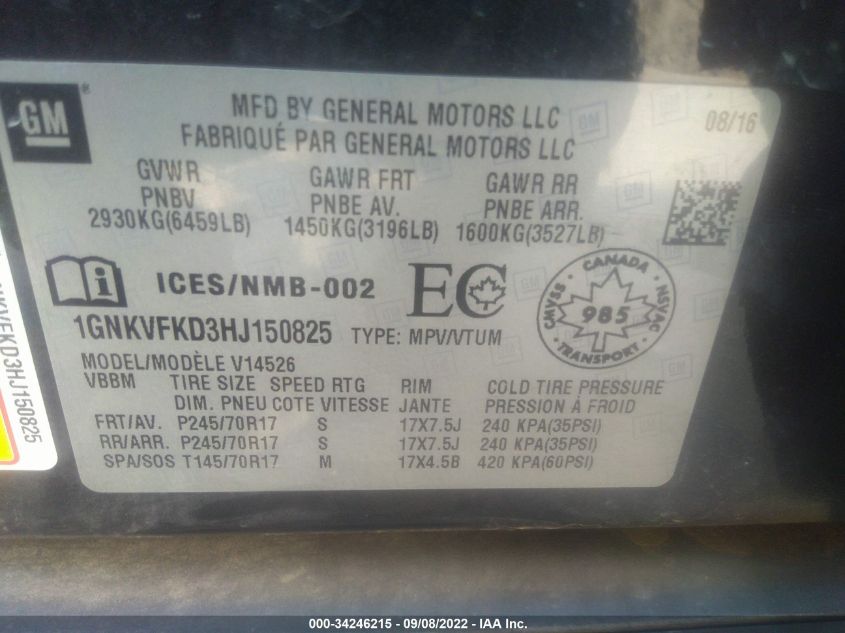 GM
MFD BY GENERAL MOTORS LLC
FABRIQUÉ PAR GENERAL MOTORS LLC
08/16
GVWR GAWR FRT GAWR RR
PNBV PNBE AV. PNBE ARR.
2930KG(6459LB) 1450KG(3196LB) 1600KG(3527LB)
ICES/NMB-002 EC
CANADA
CMVSS 985 NSVAC
TRANSPORT
1GNKVFKD3HJ150825 TYPE: MPV/VTUM
MODEL/MODÈLE V14526
VBBM TIRE SIZE SPEED RTG RIM COLD TIRE PRESSURE
DIM. PNEU COTE VITESSE JANTE PRESSION À FROID
FRT/AV. P245/70R17 S 17X7.5J 240 KPA(35PSI)
RR/ARR. P245/70R17 S 17X7.5J 240 KPA(35PSI)
SPA/SOS T145/70R17 M 17X4.5B 420 KPA(60PSI)
NKVFKD3HJ150825
000-34246215 - 09/08/2022 - IAA Inc.